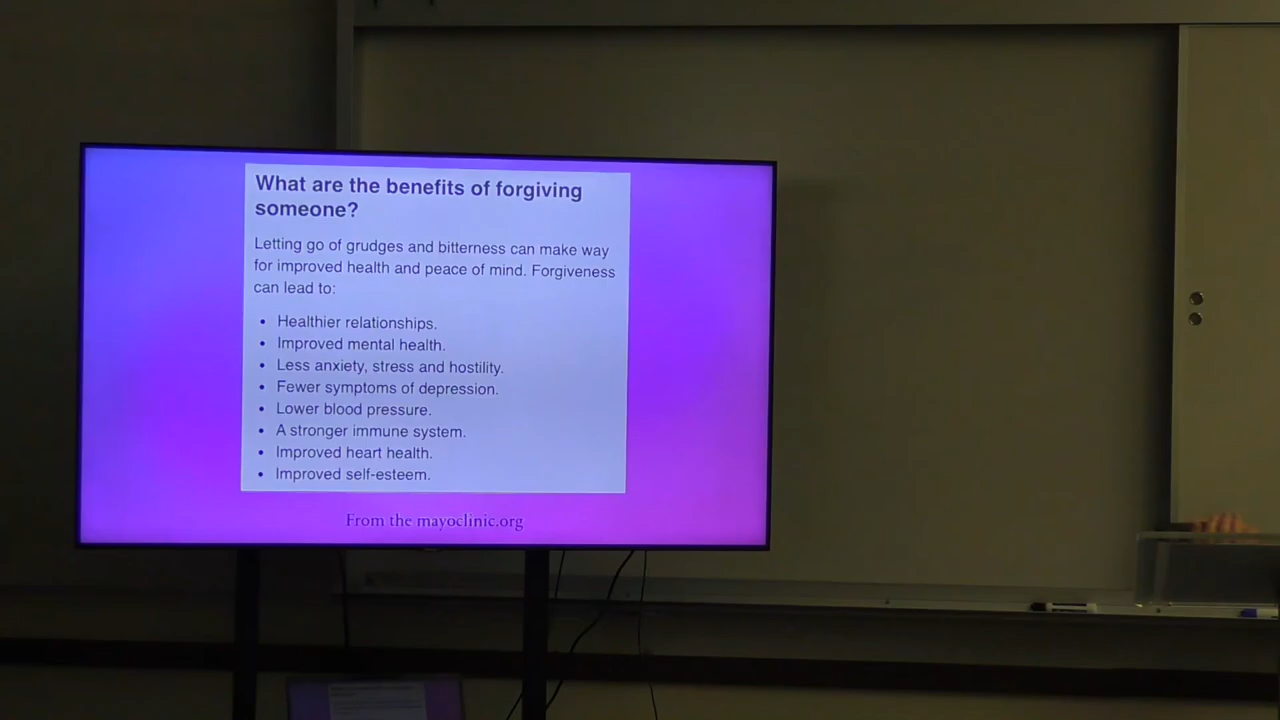 What are the benefits of forgiving
someone?
Letting go of grudges and bitterness can make way
for improved health and peace of mind. Forgiveness
can lead to:
• Healthier relationships.
• Improved mental health.
• Less anxiety, stress and hostility.
• Fewer symptoms of depression.
• Lower blood pressure.
• A stronger immune system.
• Improved heart health.
• Improved self-esteem.
From the mayoclinic.org